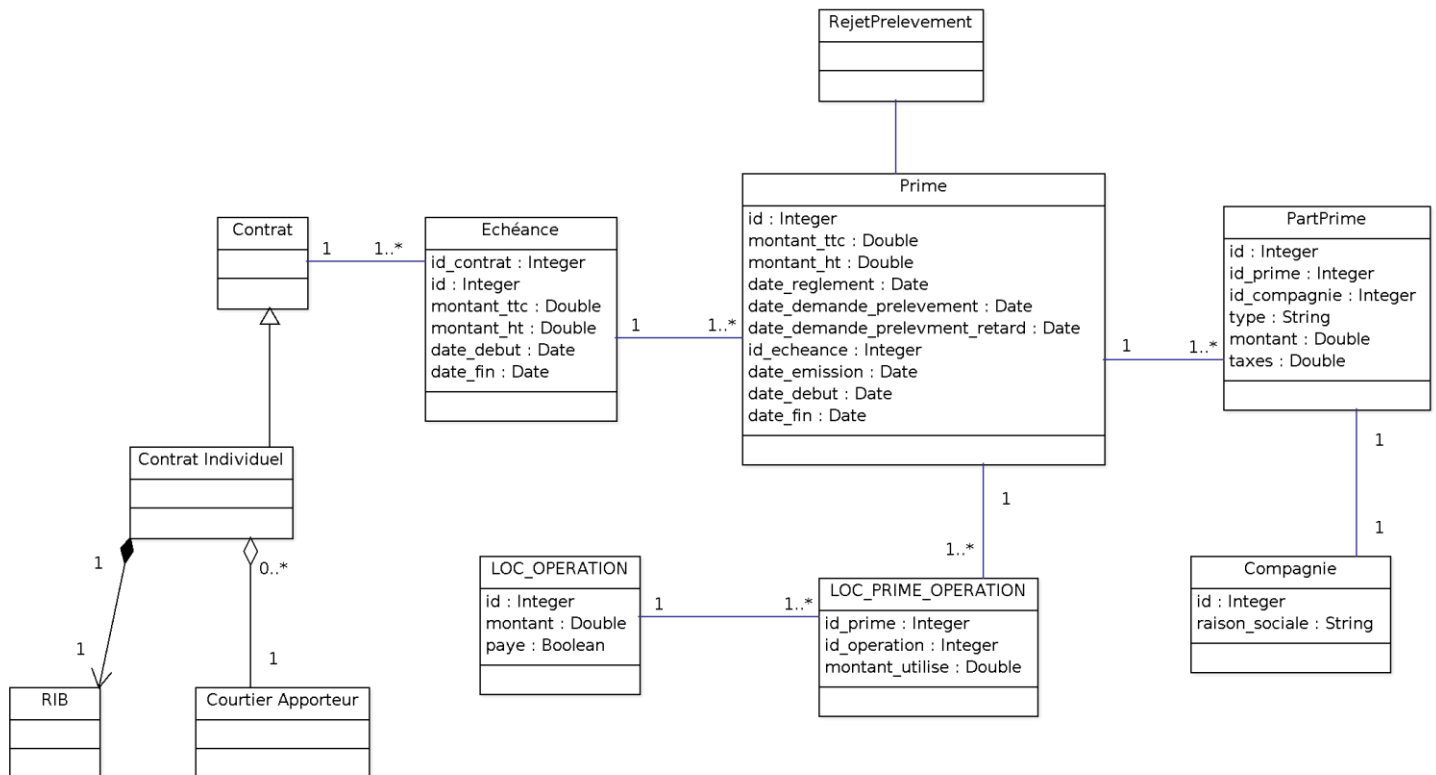 RejetPrelevement
Prime
id : Integer
montant_ttc : Double
montant_ht : Double
date_reglement : Date
date_demande_prelevement : Date
date_demande_prelevment_retard : Date
id_echeance : Integer
date_emission : Date
date_debut : Date
date_fin : Date
PartPrime
id : Integer
id_prime : Integer
id_compagnie : Integer
type : String
montant : Double
taxes : Double
Contrat
1
1..*
Echéance
id_contrat : Integer
id : Integer
montant_ttc : Double
montant_ht : Double
date_debut : Date
date_fin : Date
1
1..*
1
1..*
1
1
Contrat Individuel
1
1
0..*
1
1
1..*
LOC_OPERATION
id : Integer
montant : Double
paye : Boolean
1
1..*
LOC_PRIME_OPERATION
id_prime : Integer
id_operation : Integer
montant_utilise : Double
Compagnie
id : Integer
raison_sociale : String
RIB
Courtier Apporteur